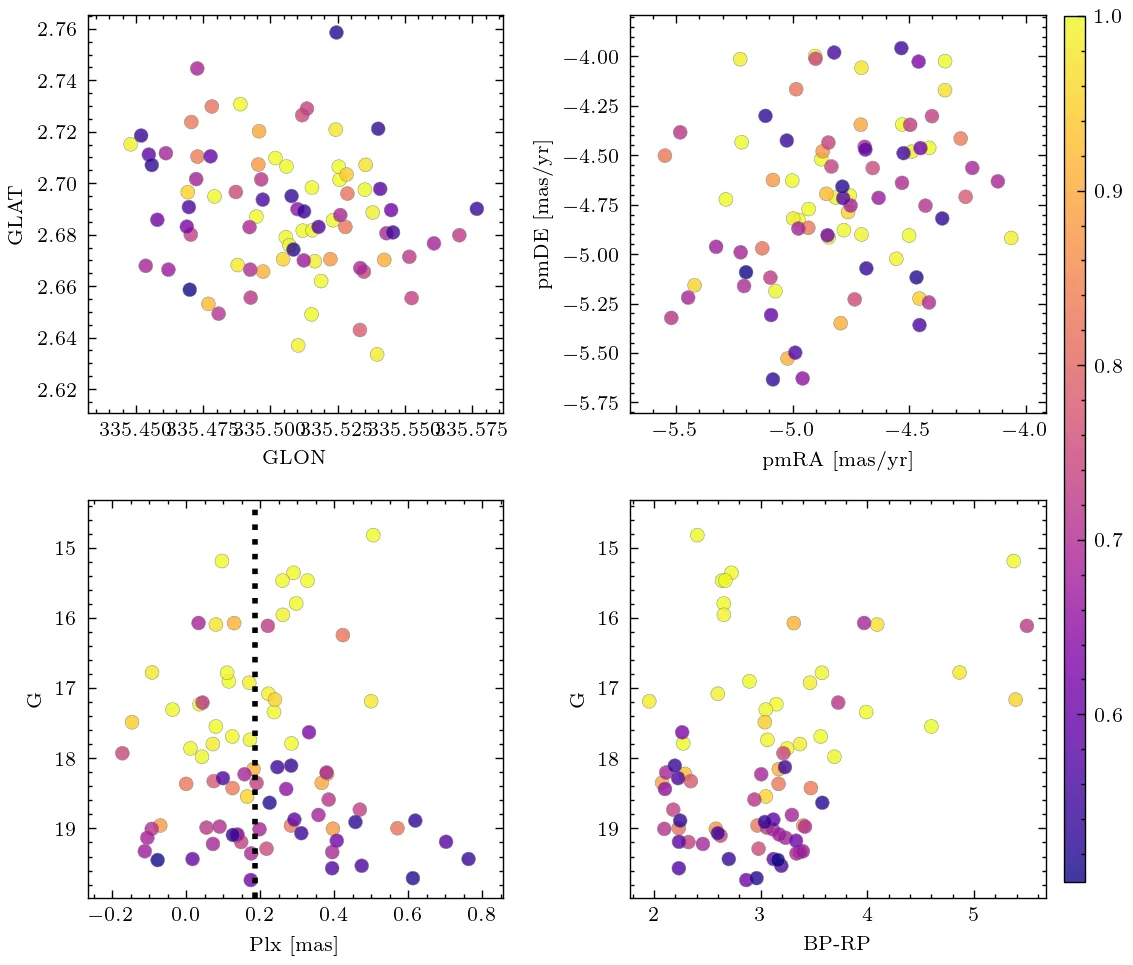 2.76
2.74
2.72
2.70
2.68
2.66
2.64
2.62
GLAT
335.450 335.475 335.500 335.525 335.550 335.575
GLON
−4.00
−4.25
−4.50
−4.75
−5.00
−5.25
−5.50
−5.75
pmDE [mas/yr]
−5.5 −5.0 −4.5 −4.0
pmRA [mas/yr]
1.0
0.9
0.8
0.7
0.6
15
16
17
18
19
G
−0.2 0.0 0.2 0.4 0.6 0.8
Plx [mas]
15
16
17
18
19
G
2 3 4 5
BP-RP